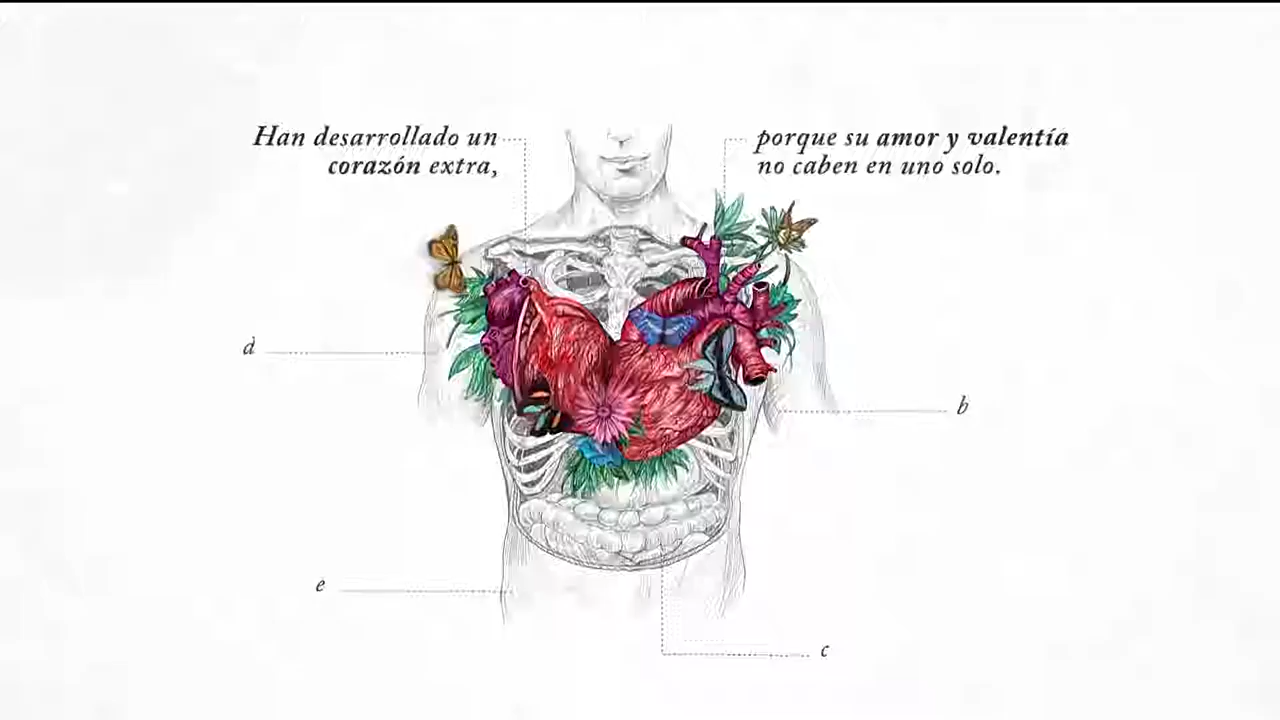 Han desarrollado un
corazón extra,
porque su amor y valentía
no caben en uno solo.
d
b
e
c